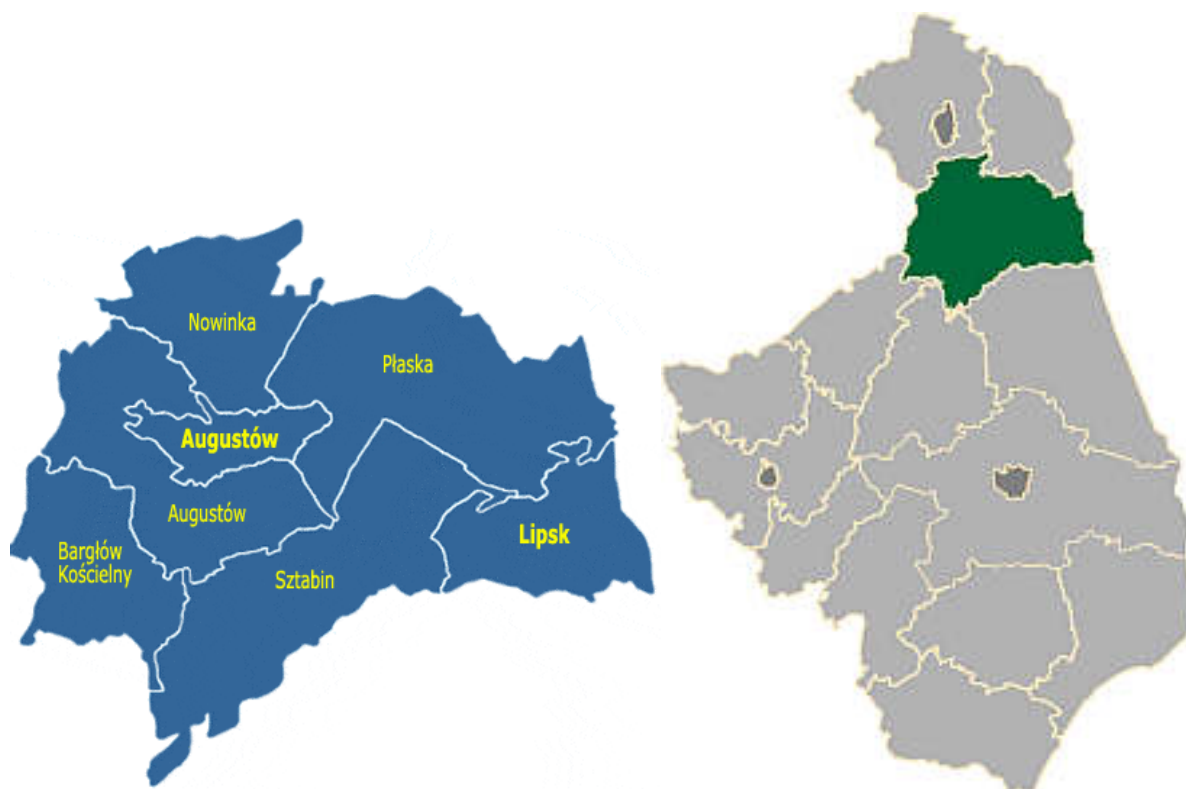 Nowinka
Płaska
Augustów
Augustów
Lipsk
Bargłów
Kościelny
Sztabin